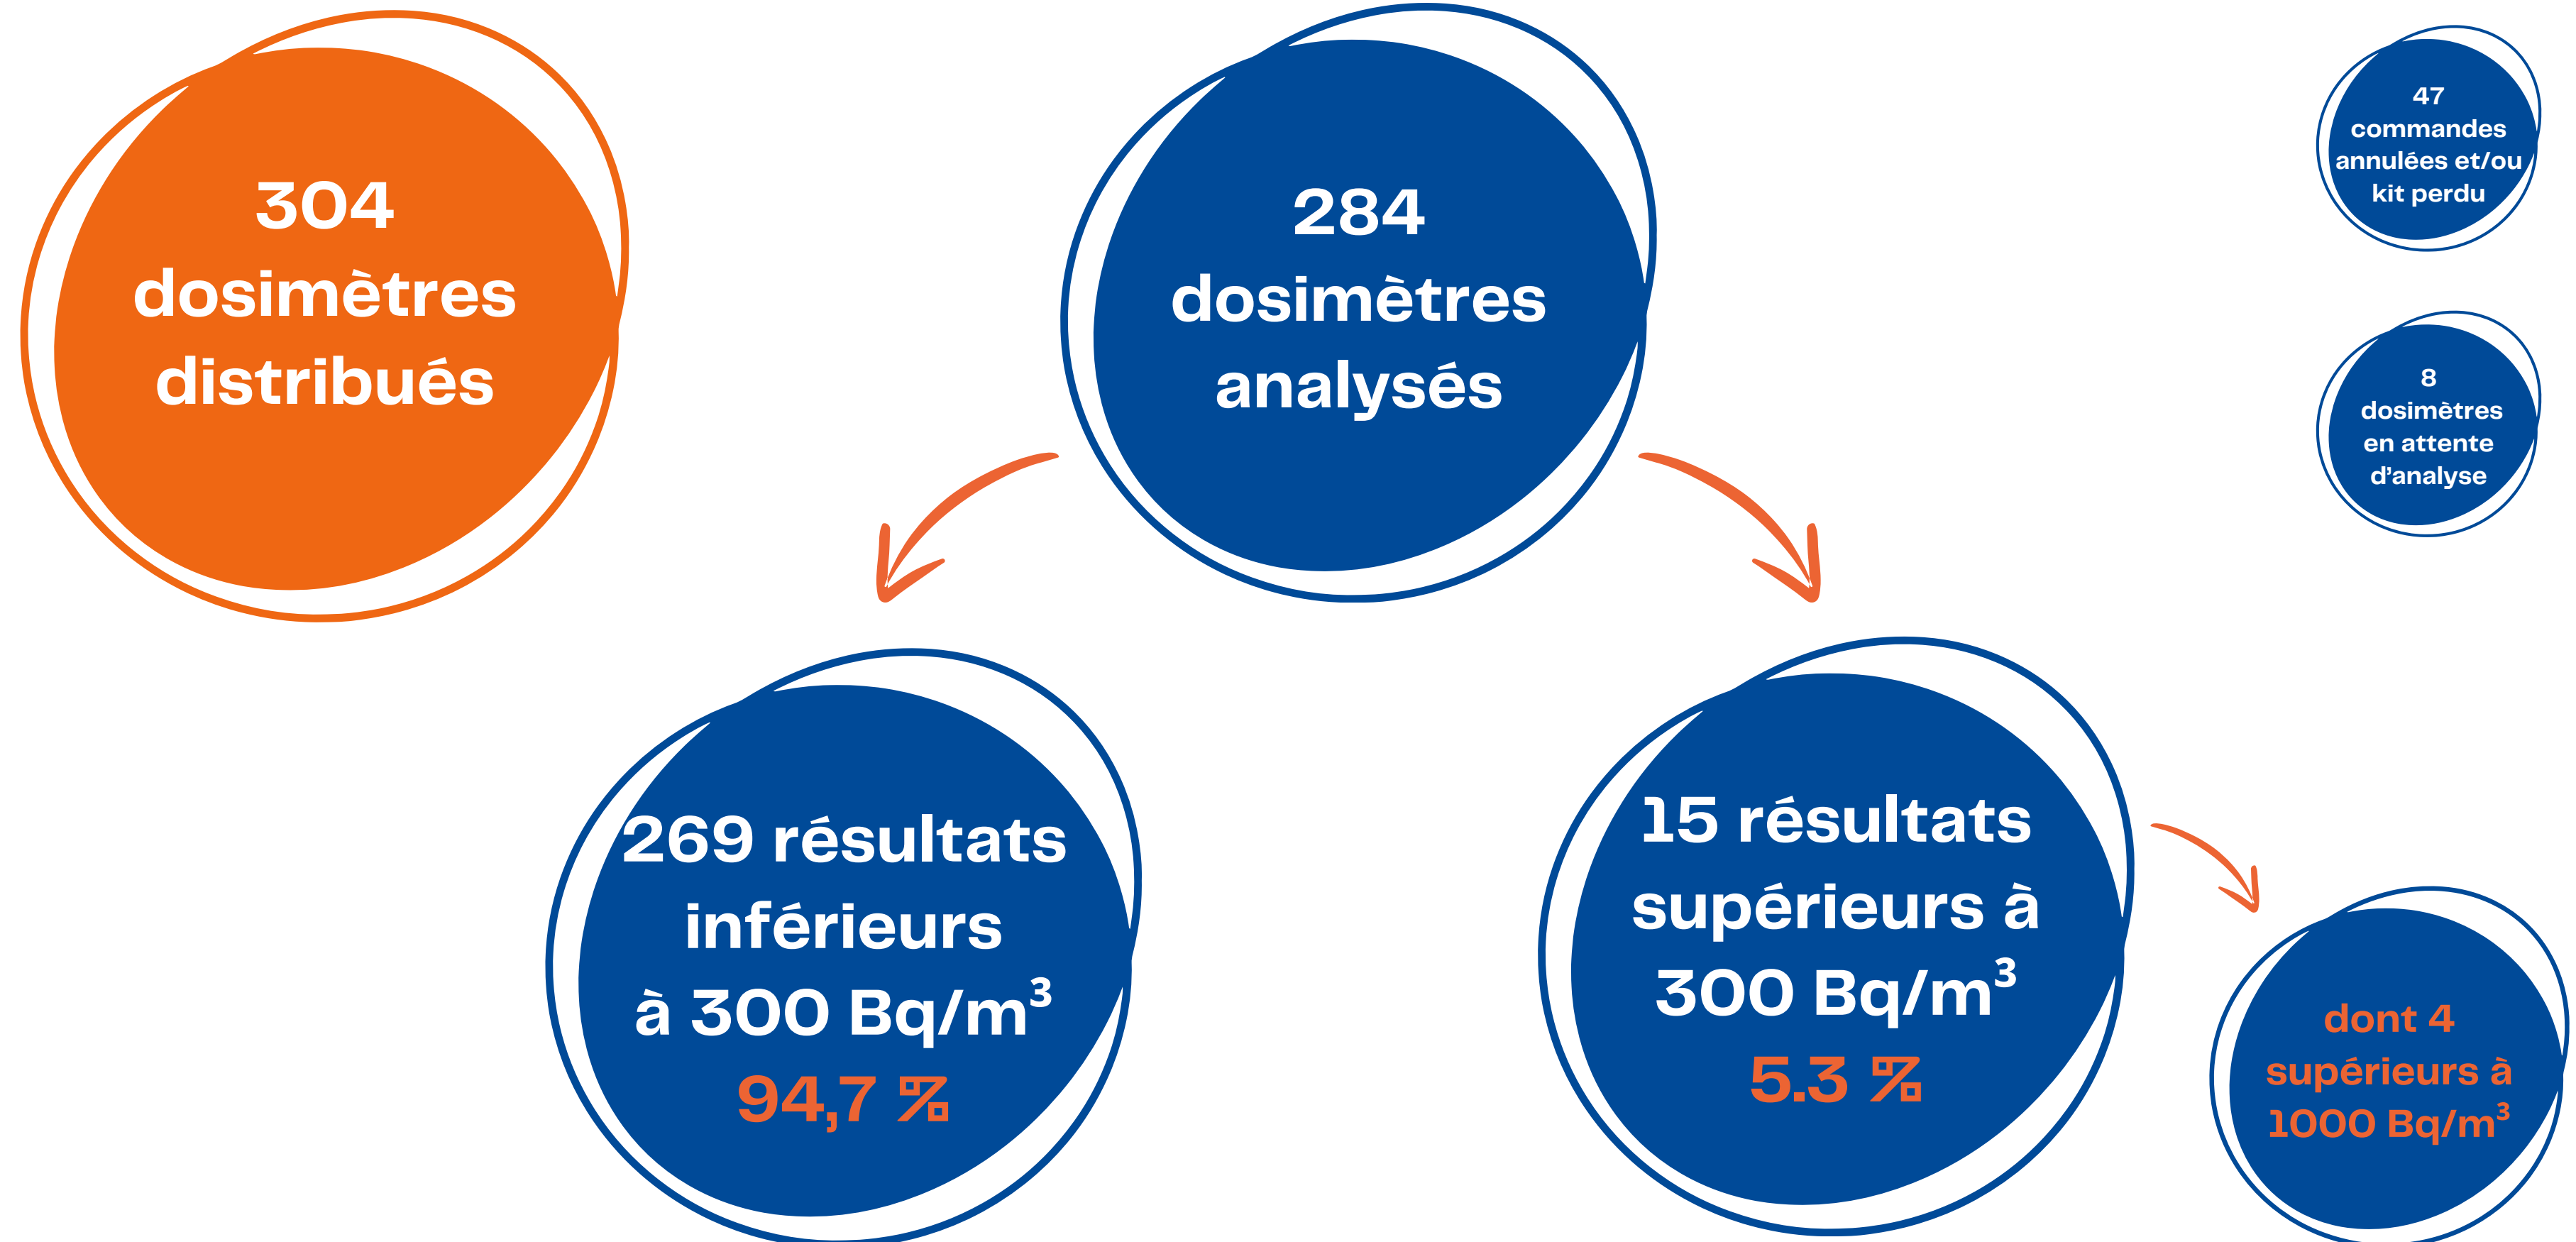 304
dosimètres
distribués
284
dosimètres
analysés
47
commandes
annulées et/ou
kit perdu
8
dosimètres
en attente
d’analyse
269 résultats
inférieurs
à 300 Bq/m³
94,7 %
15 résultats
supérieurs à
300 Bq/m³
5.3 %
dont 4
supérieurs à
1000 Bq/m³